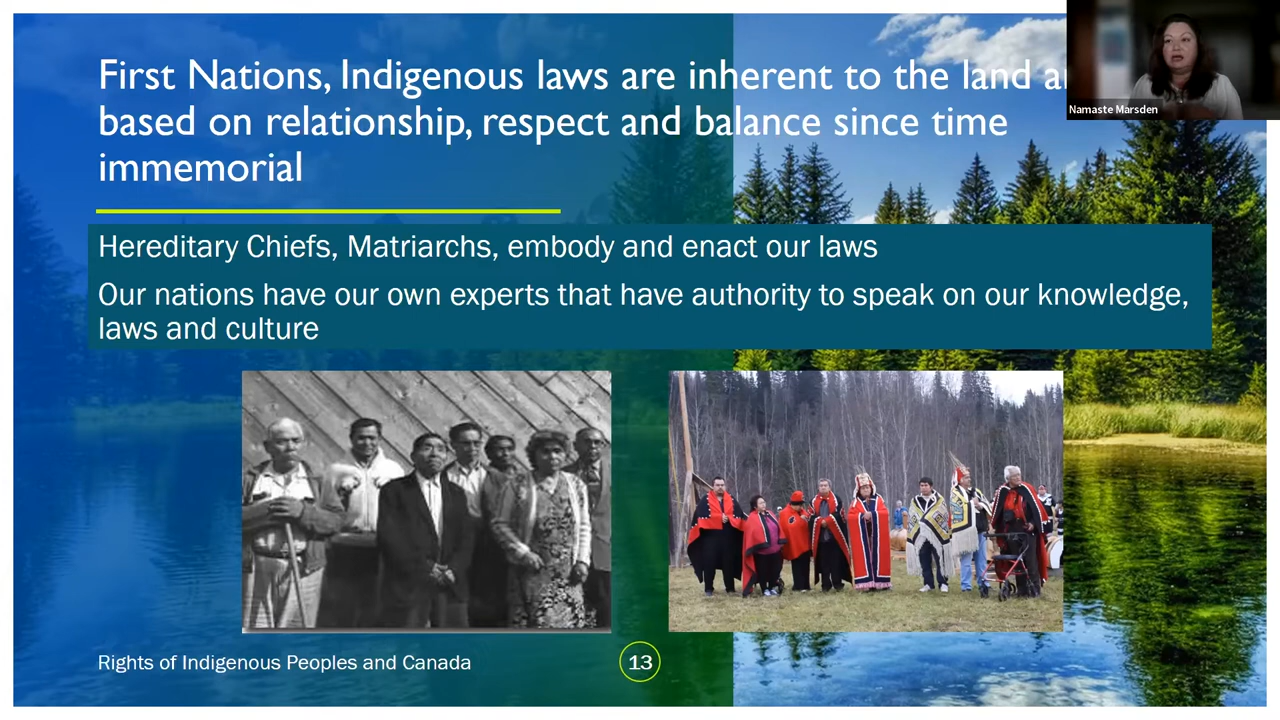 First Nations, Indigenous laws are inherent to the land
based on relationship, respect and balance since time
immemorial
Namaste Marsden
Hereditary Chiefs, Matriarchs, embody and enact our laws
Our nations have our own experts that have authority to speak on our knowledge,
laws and culture
Rights of Indigenous Peoples and Canada
13